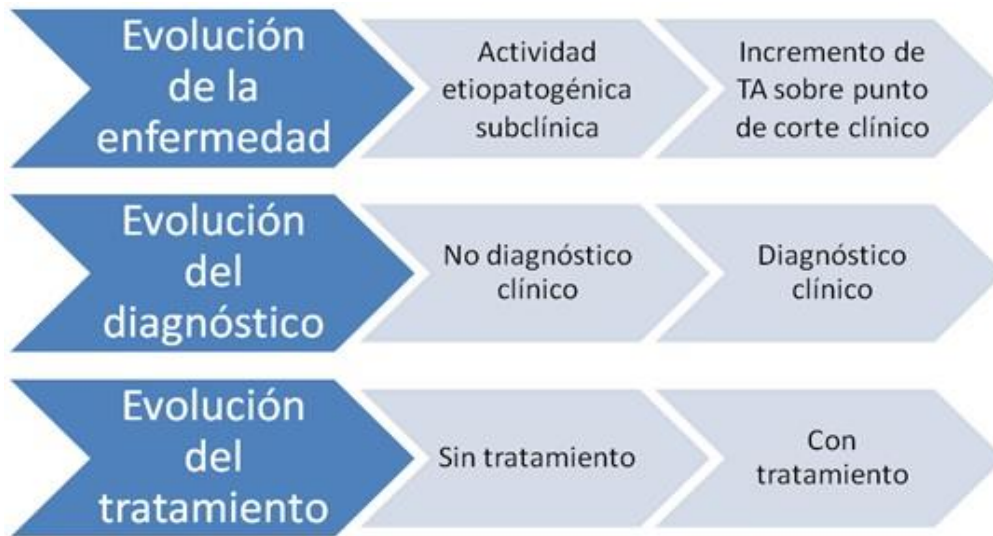 Evolución
de la
enfermedad
Actividad
etiopatogénica
subclínica
Incremento de
TA sobre punto
de corte clínico
Evolución
del
diagnóstico
No diagnóstico
clínico
Diagnóstico
clínico
Evolución
del
tratamiento
Sin tratamiento
Con
tratamiento